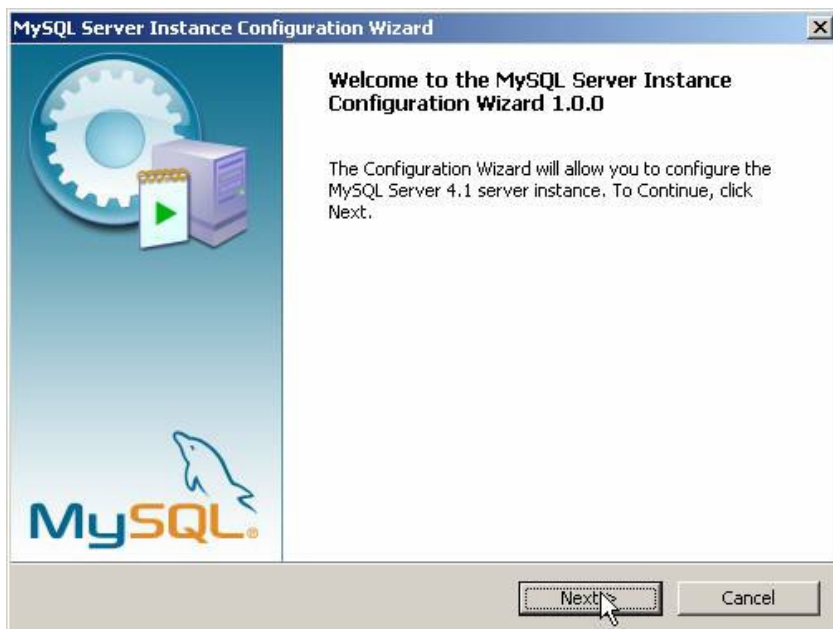 MySQL Server Instance Configuration Wizard
Welcome to the MySQL Server Instance
Configuration Wizard 1.0.0
The Configuration Wizard will allow you to configure the
MySQL Server 4.1 server instance. To Continue, click
Next.
MySQL®
Next >
Cancel